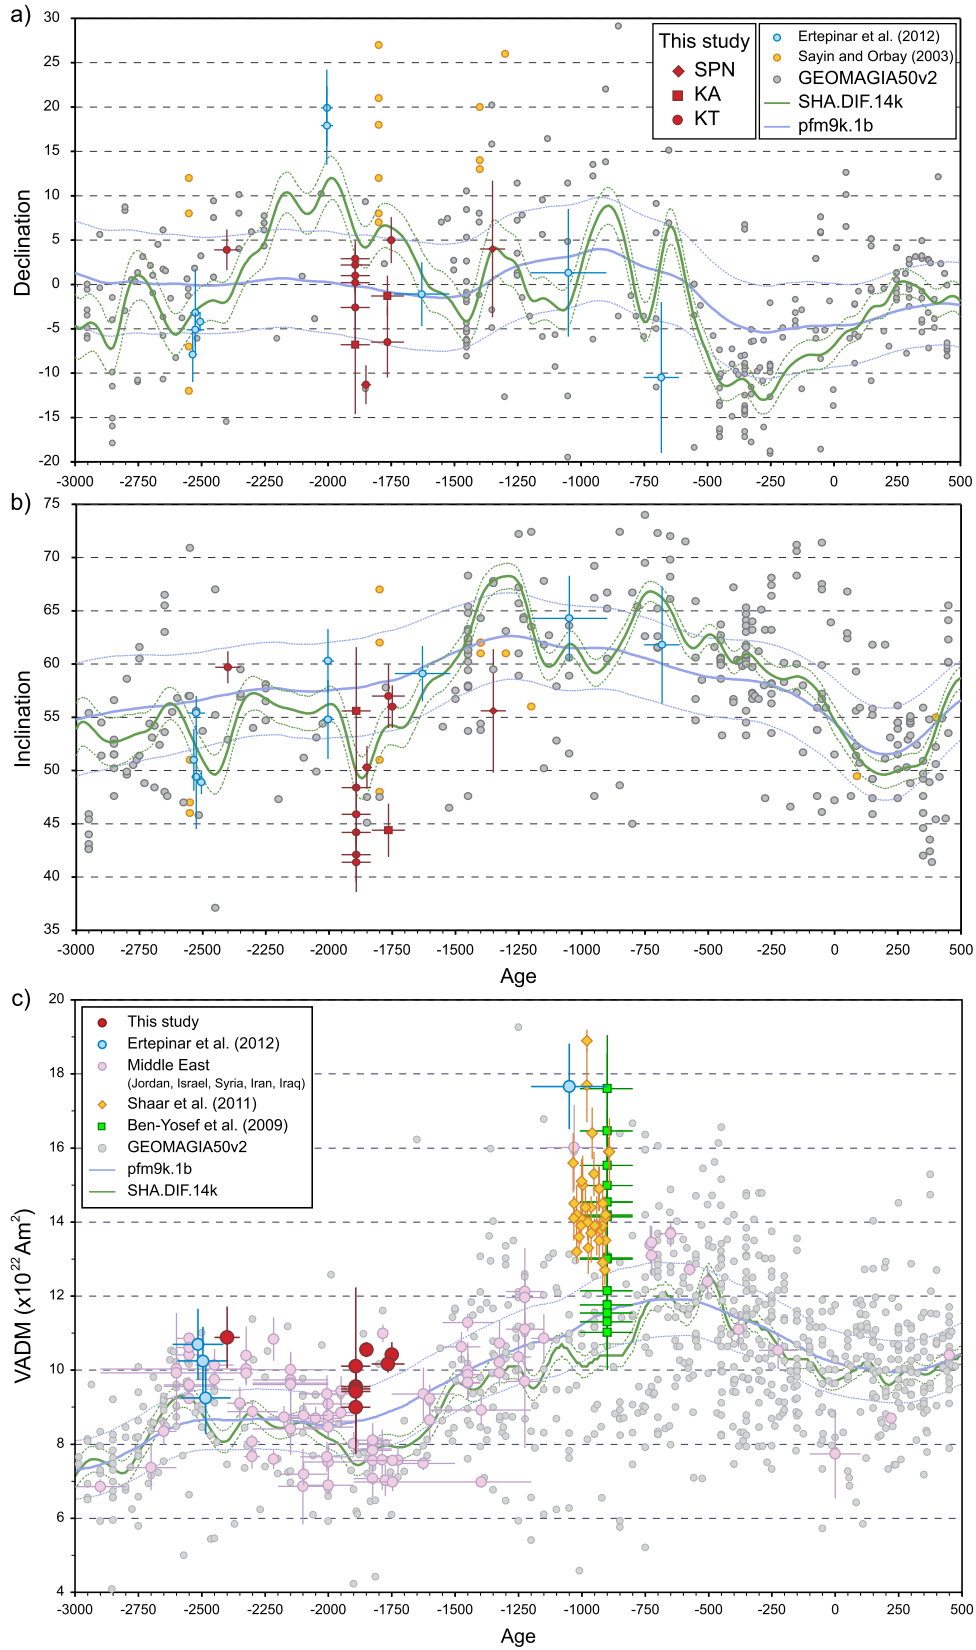 a)
30
25
20
15
10
5
0
-5
-10
-15
-20
Declination
This study
SPN
KA
KT
Ertepinar et al. (2012)
Sayin and Orbay (2003)
GEOMAGIA50v2
SHA.DIF.14k
pfm9k.1b
-3000 -2500 -2250 -2000 -1750 -1500 -1250 -1000 -750 -500 -250 0 250 500
b)
75
70
65
60
55
50
45
40
35
Inclination
-3000 -2750 -2500 -2250 -2000 -1750 -1500 -1250 -1000 -750 -500 -250 0 250 500
Age
c)
20
18
16
14
12
10
8
6
4
VADM (x10²² Am²)
This study
Ertepinar et al. (2012)
Middle East
(Jordan, Israel, Syria, Iran, Iraq)
Shaar et al. (2011)
Ben-Yosef et al. (2009)
GEOMAGIA50v2
pfm9k.1b
SHA.DIF.14k
-3000 -2750 -2500 -2250 -2000 -1750 -1500 -1250 -1000 -750 -500 -250 0 250 500
Age